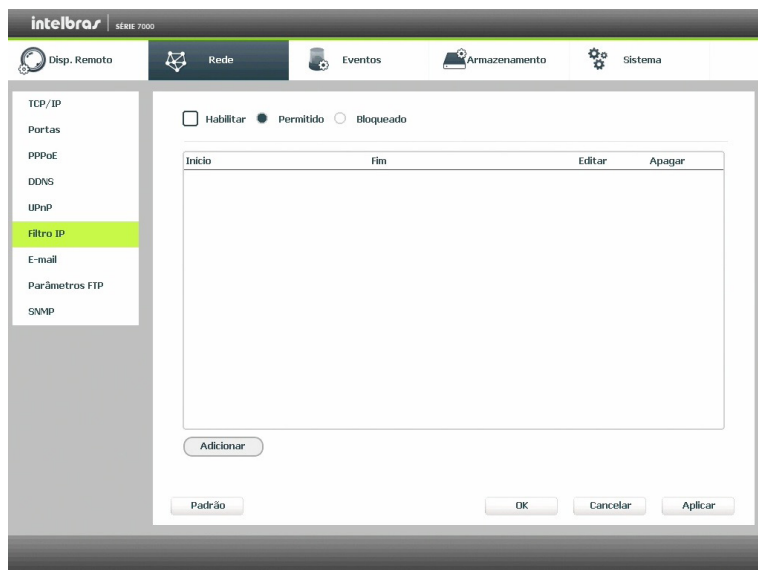 intelbras | SÉRIE 7000
Disp. Remoto Rede Eventos Armazenamento Sistema
TCP/IP
Portas
PPPoE
DDNS
UPnP
Filtro IP
E-mail
Parâmetros FTP
SNMP
Habilitar Permitido Bloqueado
Início Fim Editar Apagar
Adicionar
Padrão OK Cancelar Aplicar